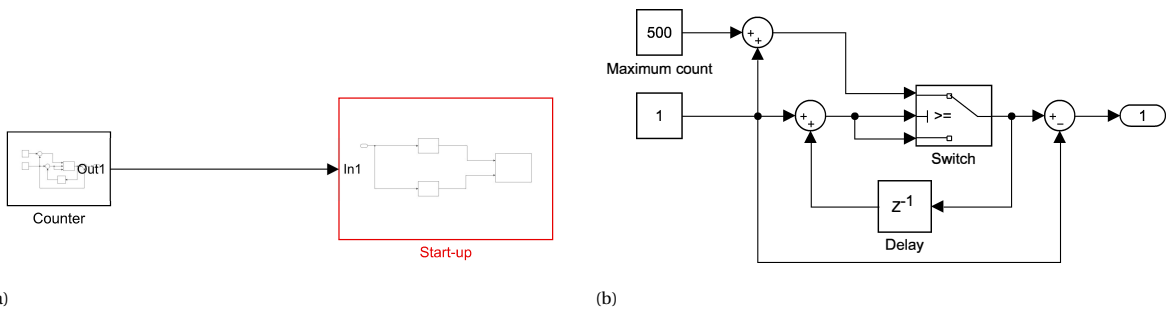 Out1
Counter
In1
Start-up
)
500
+
+
Maximum count
1
+
+
>=
Switch
+
−
1
z-1
Delay
(b)